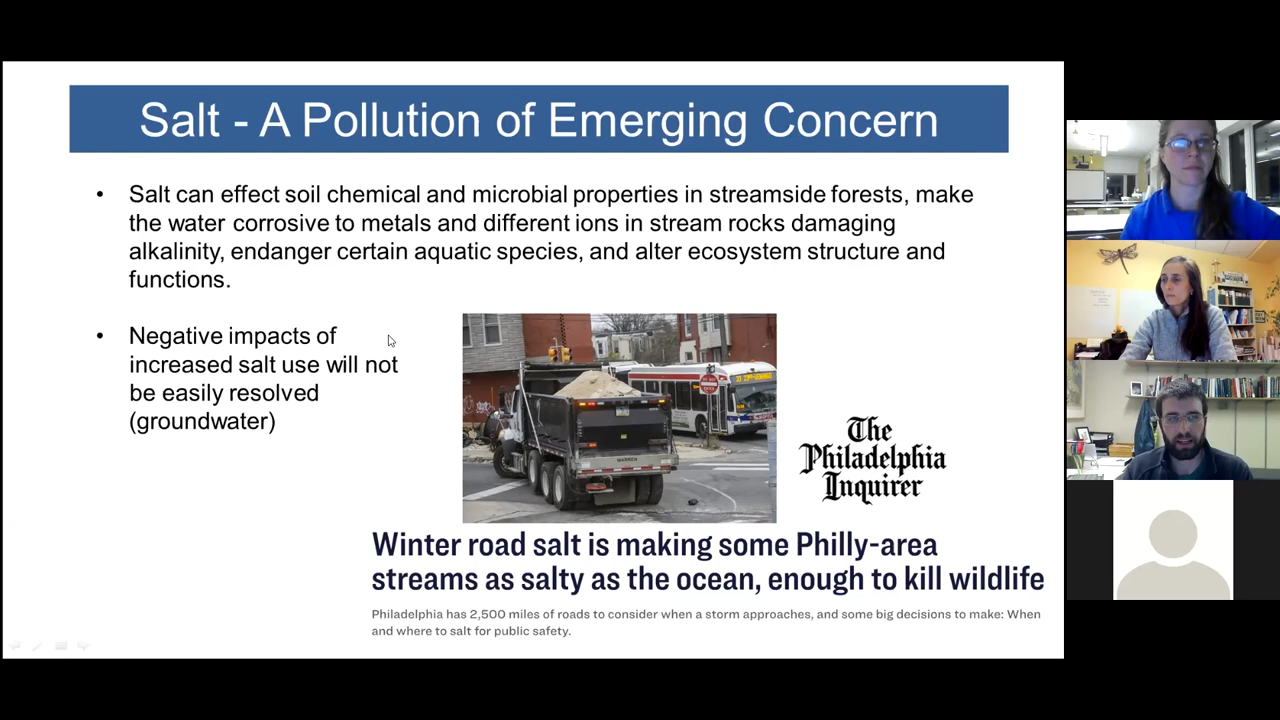 Salt - A Pollution of Emerging Concern
• Salt can effect soil chemical and microbial properties in streamside forests, make
the water corrosive to metals and different ions in stream rocks damaging
alkalinity, endanger certain aquatic species, and alter ecosystem structure and
functions.
• Negative impacts of
increased salt use will not
be easily resolved
(groundwater)
The
Philadelphia
Inquirer
Winter road salt is making some Philly-area
streams as salty as the ocean, enough to kill wildlife
Philadelphia has 2,500 miles of roads to consider when a storm approaches, and some big decisions to make: When
and where to salt for public safety.